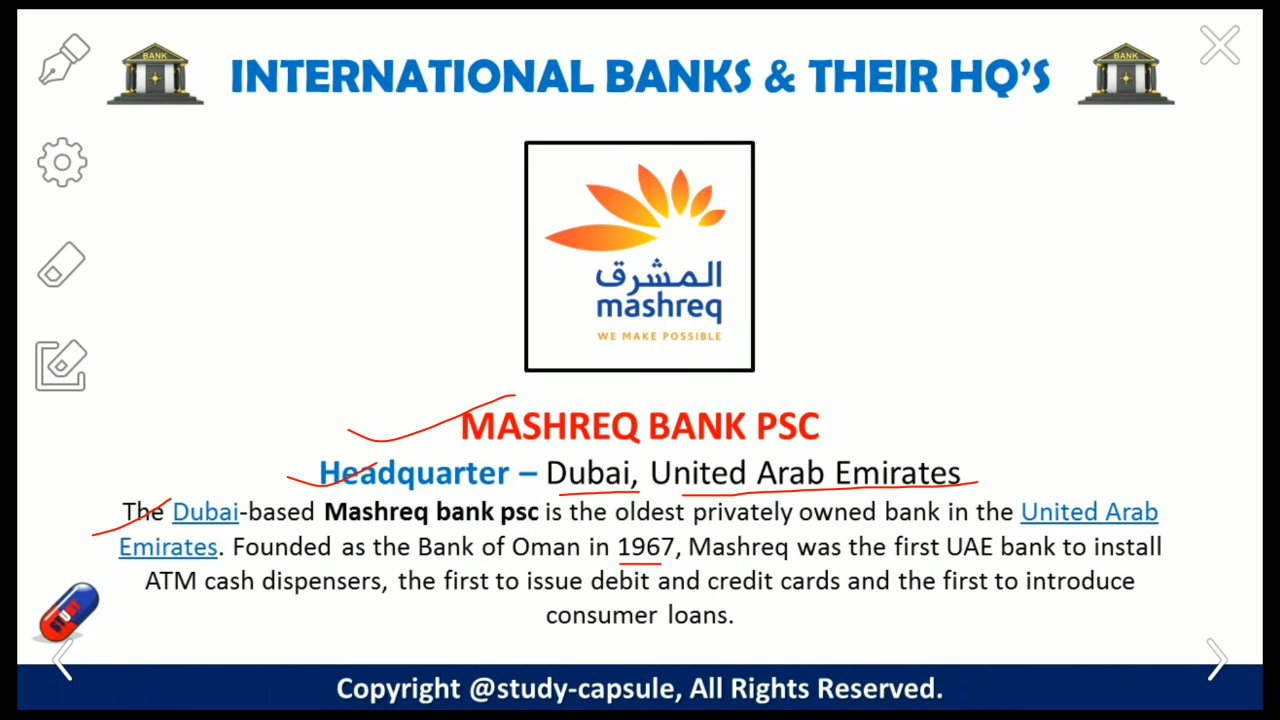 BANK
INTERNATIONAL BANKS & THEIR HQ'S
BANK
المشرق
mashreq
WE MAKE POSSIBLE
MASHREQ BANK PSC
Headquarter – Dubai, United Arab Emirates
The Dubai-based Mashreq bank psc is the oldest privately owned bank in the United Arab
Emirates. Founded as the Bank of Oman in 1967, Mashreq was the first UAE bank to install
ATM cash dispensers, the first to issue debit and credit cards and the first to introduce
consumer loans.
STUDY
Copyright @study-capsule, All Rights Reserved.